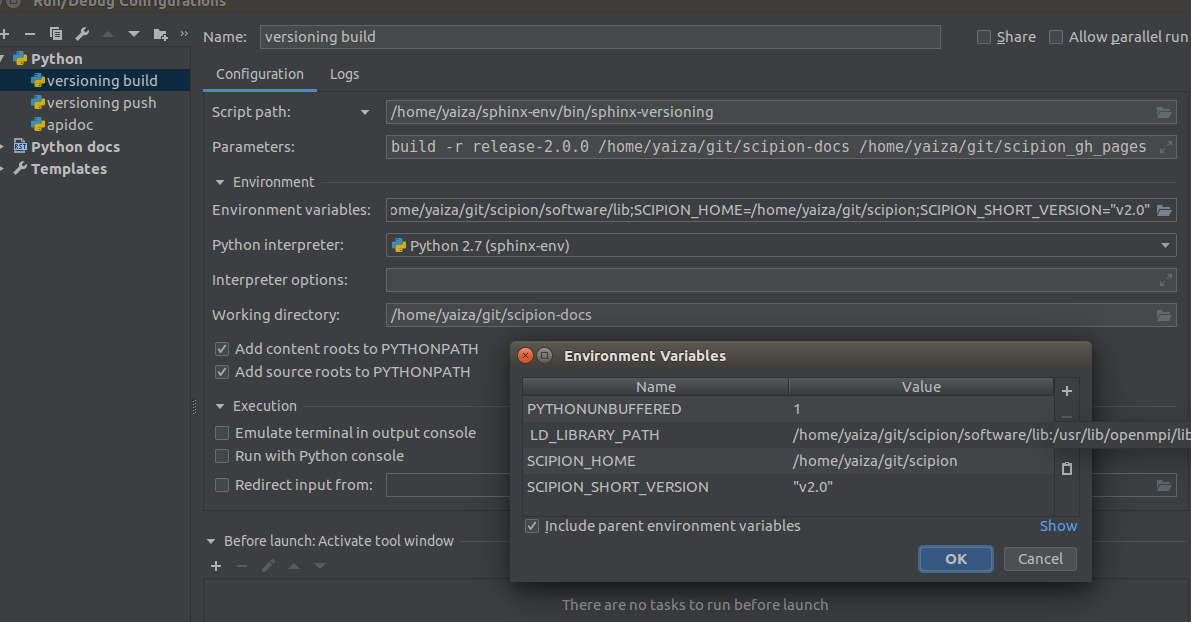 Run/Debug Configurations
Name: versioning build Share Allow parallel run
Python
versioning build
versioning push
apidoc
Python docs
Templates
Configuration Logs
Script path: /home/yaiza/sphinx-env/bin/sphinx-versioning
Parameters: build -r release-2.0.0 /home/yaiza/git/scipion-docs /home/yaiza/git/scipion_gh_pages
Environment
Environment variables: ome/yaiza/git/scipion/software/lib;SCIPION_HOME=/home/yaiza/git/scipion;SCIPION_SHORT_VERSION="v2.0"
Python interpreter: Python 2.7 (sphinx-env)
Interpreter options:
Working directory: /home/yaiza/git/scipion-docs
Add content roots to PYTHONPATH
Add source roots to PYTHONPATH
Execution
Emulate terminal in output console
Run with Python console
Redirect input from:
Before launch: Activate tool window
There are no tasks to run before launch
Environment Variables
Name Value
PYTHONUNBUFFERED 1
LD_LIBRARY_PATH /home/yaiza/git/scipion/software/lib:/usr/lib/openmpi/lib
SCIPION_HOME /home/yaiza/git/scipion
SCIPION_SHORT_VERSION "v2.0"
Include parent environment variables Show
OK Cancel